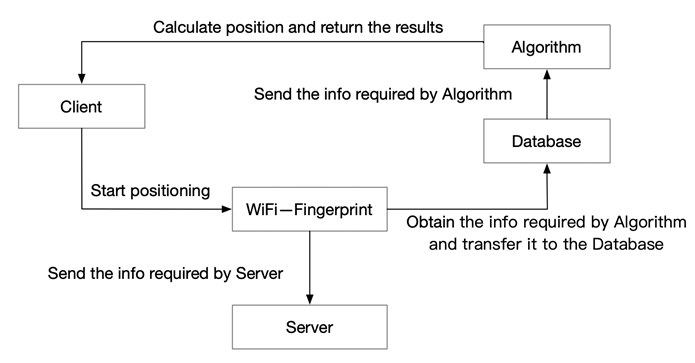 Calculate position and return the results
Algorithm
Client
Send the info required by Algorithm
Database
Start positioning
WiFi—Fingerprint
Obtain the info required by Algorithm
and transfer it to the Database
Send the info required by Server
Server